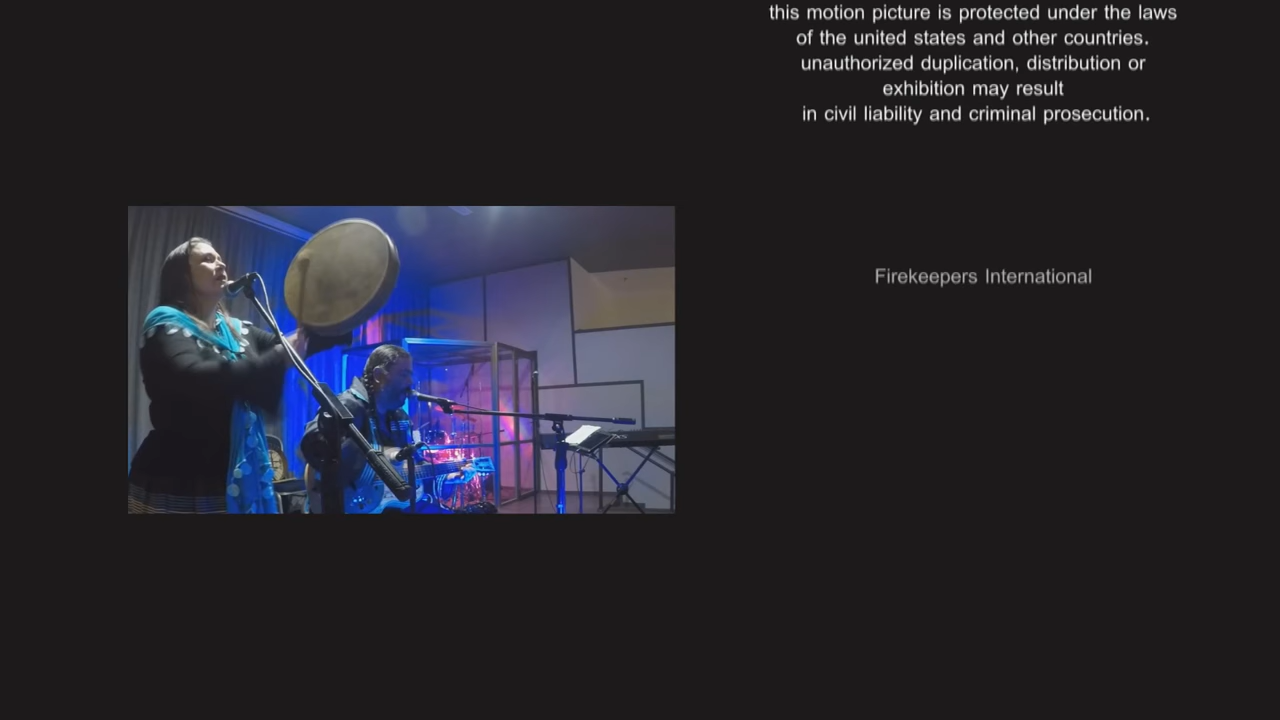 this motion picture is protected under the laws
of the united states and other countries.
unauthorized duplication, distribution or
exhibition may result
in civil liability and criminal prosecution.
Firekeepers International